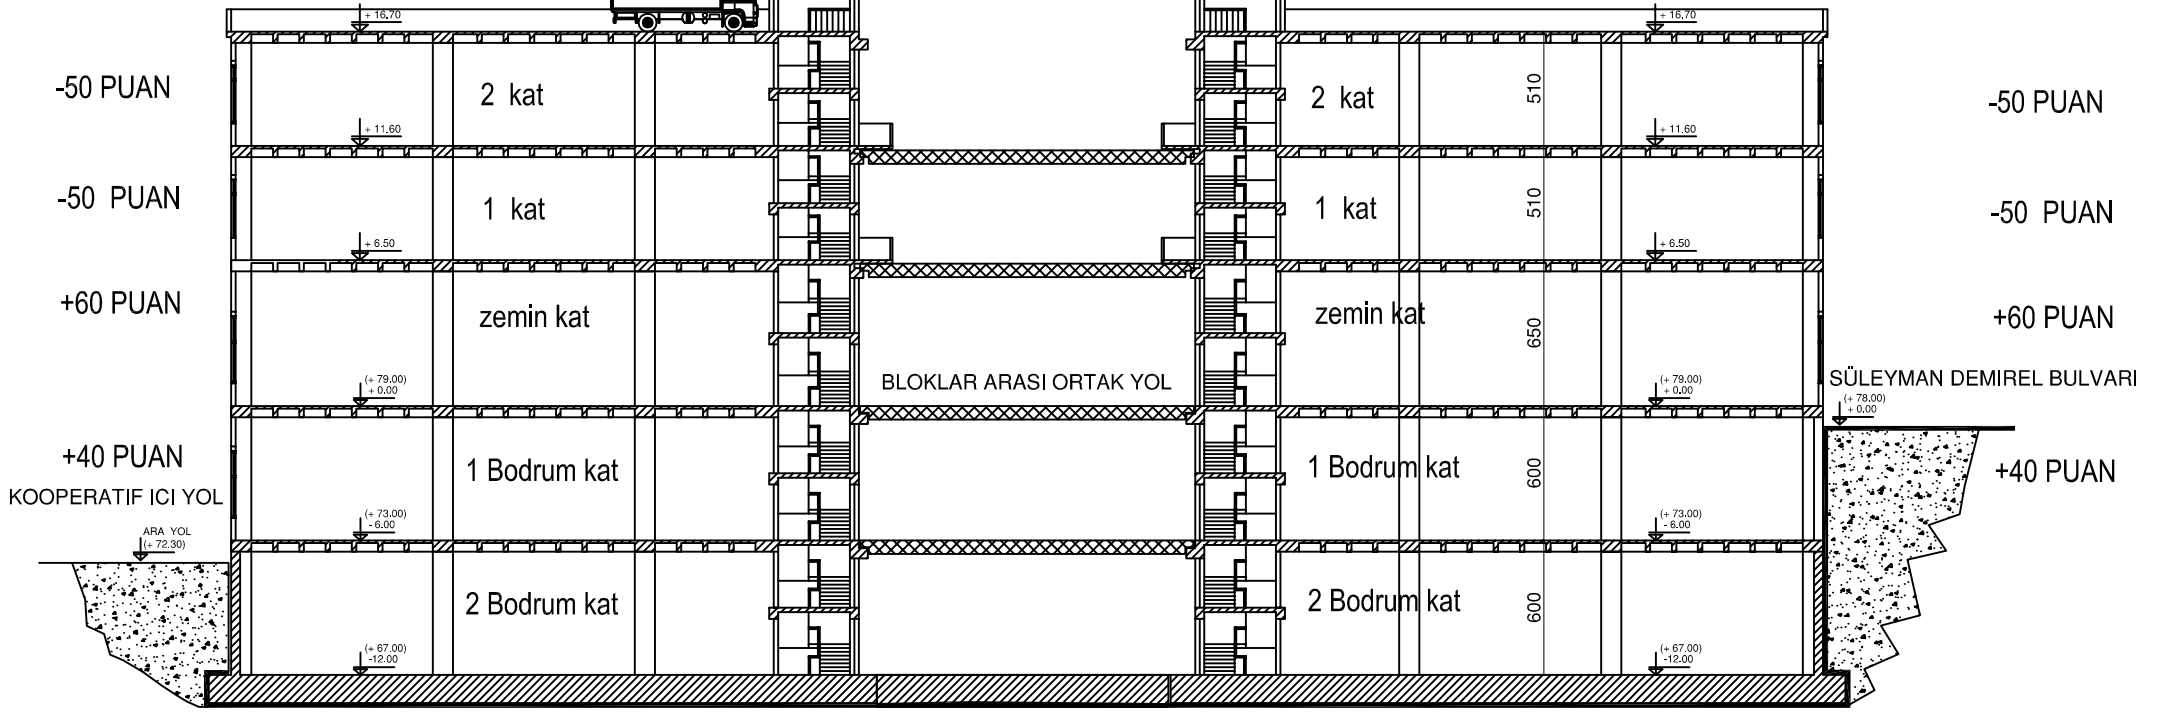 + 16.70
+ 16.70
-50 PUAN
2 kat
2 kat
510
-50 PUAN
+ 11.60
+ 11.60
-50 PUAN
1 kat
1 kat
510
-50 PUAN
+ 6.50
+ 6.50
+60 PUAN
zemin kat
zemin kat
650
+60 PUAN
(+ 79.00)
+ 0.00
BLOKLAR ARASI ORTAK YOL
(+ 79.00)
+ 0.00
SÜLEYMAN DEMIREL BULVARI
(+ 78.00)
+ 0.00
+40 PUAN
1 Bodrum kat
1 Bodrum kat
600
+40 PUAN
KOOPERATIF ICI YOL
(+ 73.00)
- 6.00
(+ 73.00)
- 6.00
ARA YOL
(+ 72.30)
2 Bodrum kat
2 Bodrum kat
600
(+ 67.00)
-12.00
(+ 67.00)
-12.00